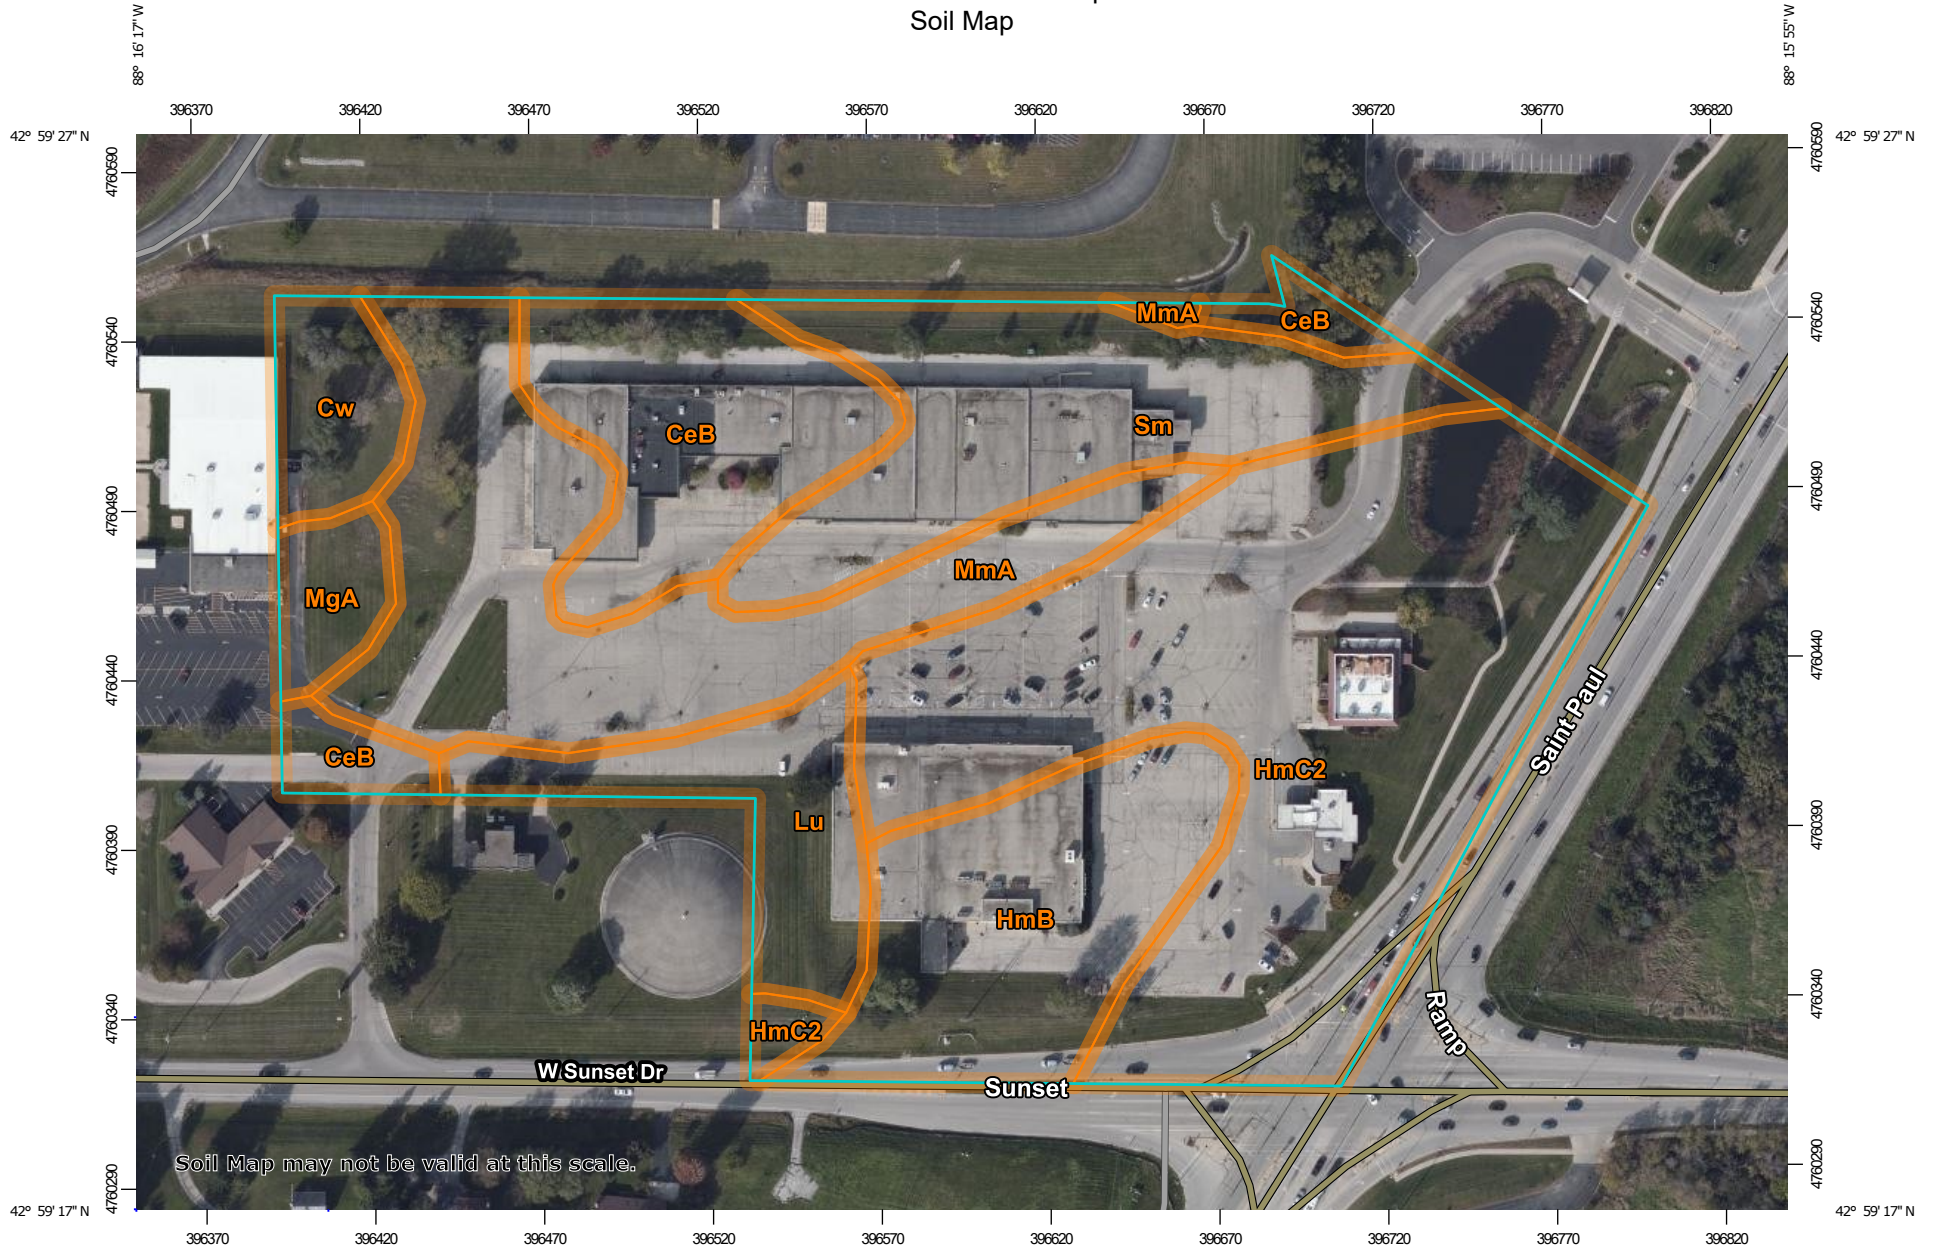 Soil Map
88° 16' 17'' W
88° 15' 55'' W
396370 396420 396470 396520 396570 396620 396670 396720 396770 396820
42° 59' 27'' N
42° 59' 27'' N
4760590
4760590
4760540
4760540
MmA
CeB
Cw
CeB
Sm
4760490
4760490
MmA
MgA
4760440
4760440
Saint Paul
CeB
HmC2
Lu
4760390
4760390
HmB
4760340
4760340
HmC2
Ramp
W Sunset Dr
Sunset
Soil Map may not be valid at this scale.
4760290
4760290
42° 59' 17'' N
42° 59' 17'' N
396370 396420 396470 396520 396570 396620 396670 396720 396770 396820